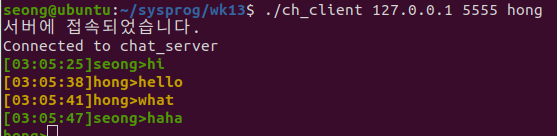 seong@ubuntu:~/sysprog/wk13$ ./ch_client 127.0.0.1 5555 hong
서버에 접속되었습니다.
Connected to chat_server
[03:05:25]seong>hi
[03:05:38]hong>hello
[03:05:41]hong>what
[03:05:47]seong>haha
hong>